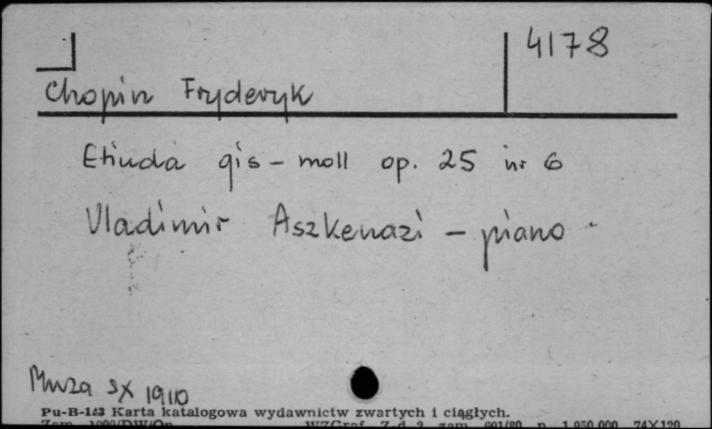 4178
Chopin Fryderyk
Etiuda gis-moll op. 25 nr 6
Vladimir Aszkenazi - piano
Muza SX 1910
Pu-B-123 Karta katalogowa wydawnictw zwartych i ciągłych.